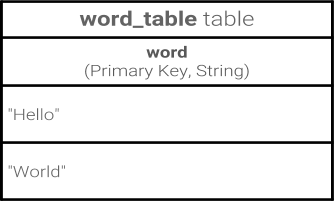 word_table table
word
(Primary Key, String)
"Hello"
"World"